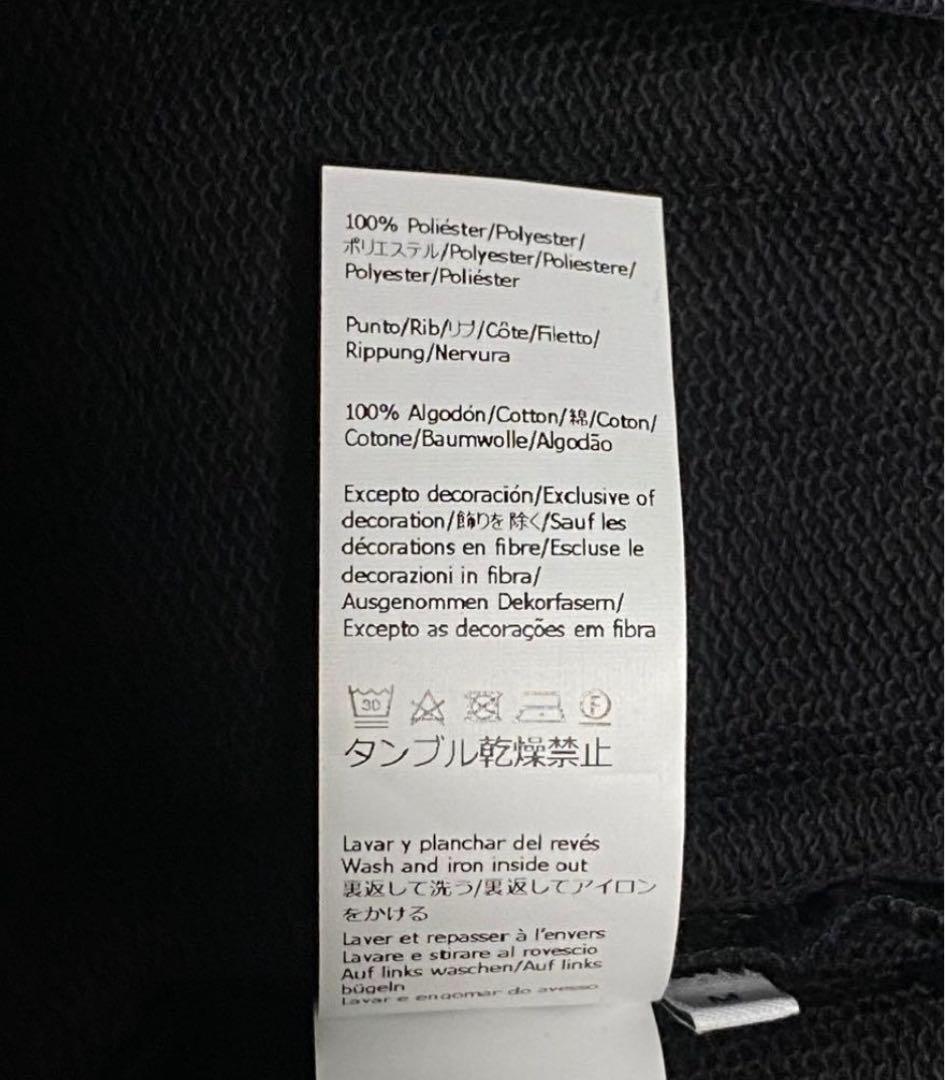 100% Poliéster/Polyester/
ポリエステル/Polyester/Poliestere/
Polyester/Poliéster
Punto/Rib/リブ/Côte/Filetto/
Rippung/Nervura
100% Algodón/Cotton/綿/Coton/
Cotone/Baumwolle/Algodão
Excepto decoración/Exclusive of
decoration/飾りを除く/Sauf les
décorations en fibre/Escluse le
decorazioni in fibra/
Ausgenommen Dekorfasern/
Excepto as decorações em fibra
30 F
タンブル乾燥禁止
Lavar y planchar del revés
Wash and iron inside out
裏返して洗う/裏返してアイロン
をかける
Laver et repasser à l'envers
Lavare e stirare al rovescio
Auf links waschen/Auf links
bügeln
Lavar e engomar do avesso
M